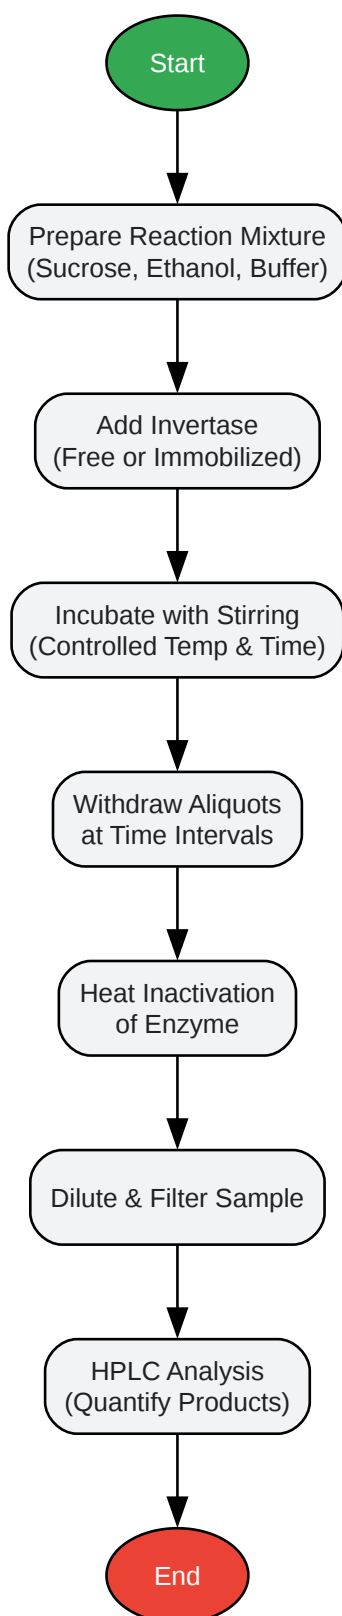 Start
Prepare Reaction Mixture
(Sucrose, Ethanol, Buffer)
Add Invertase
(Free or Immobilized)
Incubate with Stirring
(Controlled Temp & Time)
Withdraw Aliquots
at Time Intervals
Heat Inactivation
of Enzyme
Dilute & Filter Sample
HPLC Analysis
(Quantify Products)
End